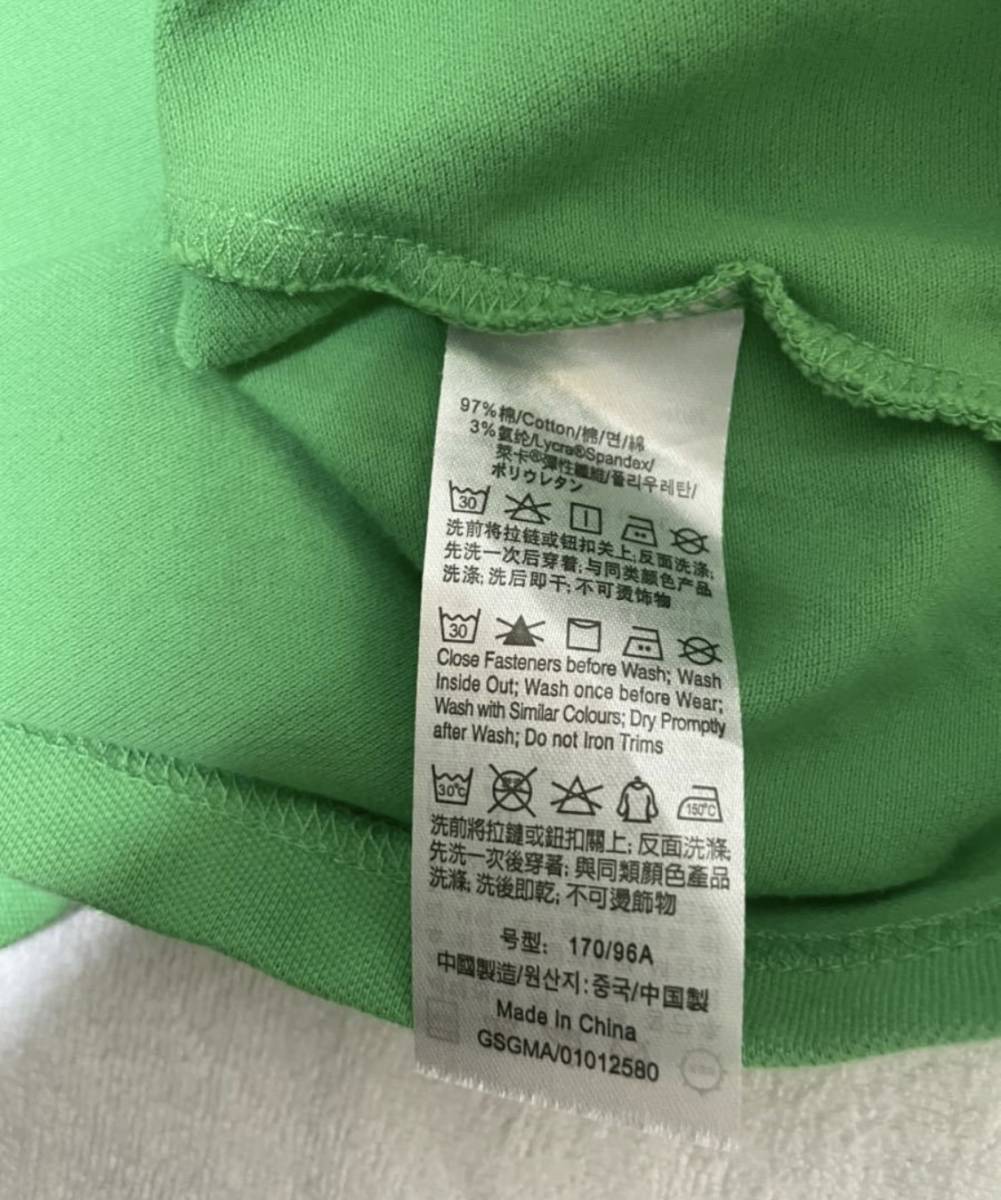 97%棉/Cotton/棉/면/綿
3%氨纶/Lycra®Spandex/
萊卡®彈性纖維/폴리우레탄/
ポリウレタン
30
洗前将拉链或钮扣关上;反面洗涤;
先洗一次后穿着;与同类颜色产品
洗涤;洗后即干;不可烫饰物
30
Close Fasteners before Wash; Wash
Inside Out; Wash once before Wear;
Wash with Similar Colours; Dry Promptly
after Wash; Do not Iron Trims
30℃ 150℃
洗前將拉鏈或鈕扣關上; 反面洗滌;
先洗一次後穿著; 與同類顏色產品
洗滌; 洗後即乾; 不可燙飾物
号型: 170/96A
中國製造/원산지:중국/中国製
Made In China
GSGMA/01012580